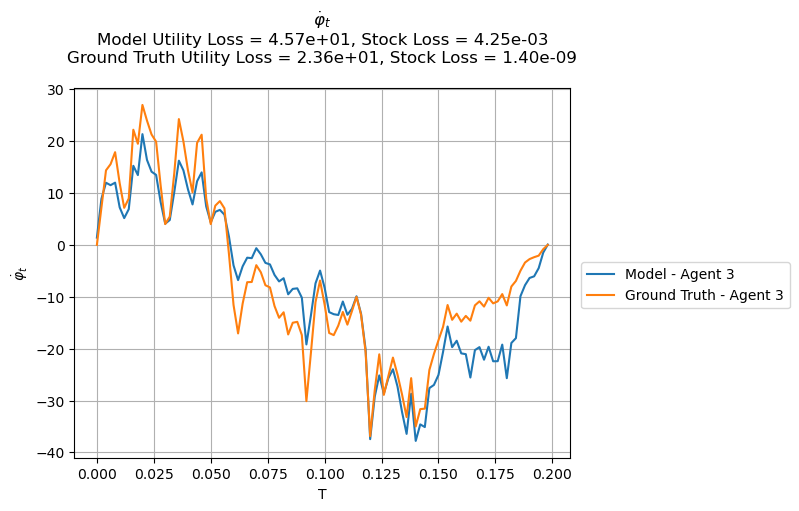 φ̇ₜ
Model Utility Loss = 4.57e+01, Stock Loss = 4.25e-03
Ground Truth Utility Loss = 2.36e+01, Stock Loss = 1.40e-09
30
20
10
0
−10
−20
−30
−40
φ̇ₜ
0.000 0.025 0.050 0.075 0.100 0.125 0.150 0.175 0.200
T
Model - Agent 3
Ground Truth - Agent 3